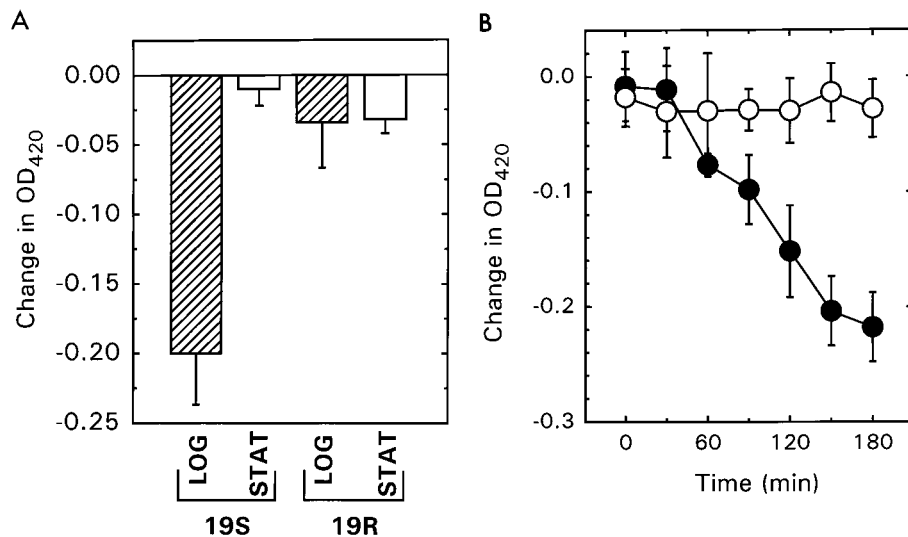 A
0.00
-0.05
-0.10
-0.15
-0.20
-0.25
Change in OD420
LOG
STAT
LOG
STAT
19S
19R
B
0.0
-0.1
-0.2
-0.3
Change in OD420
0
60
120
180
Time (min)